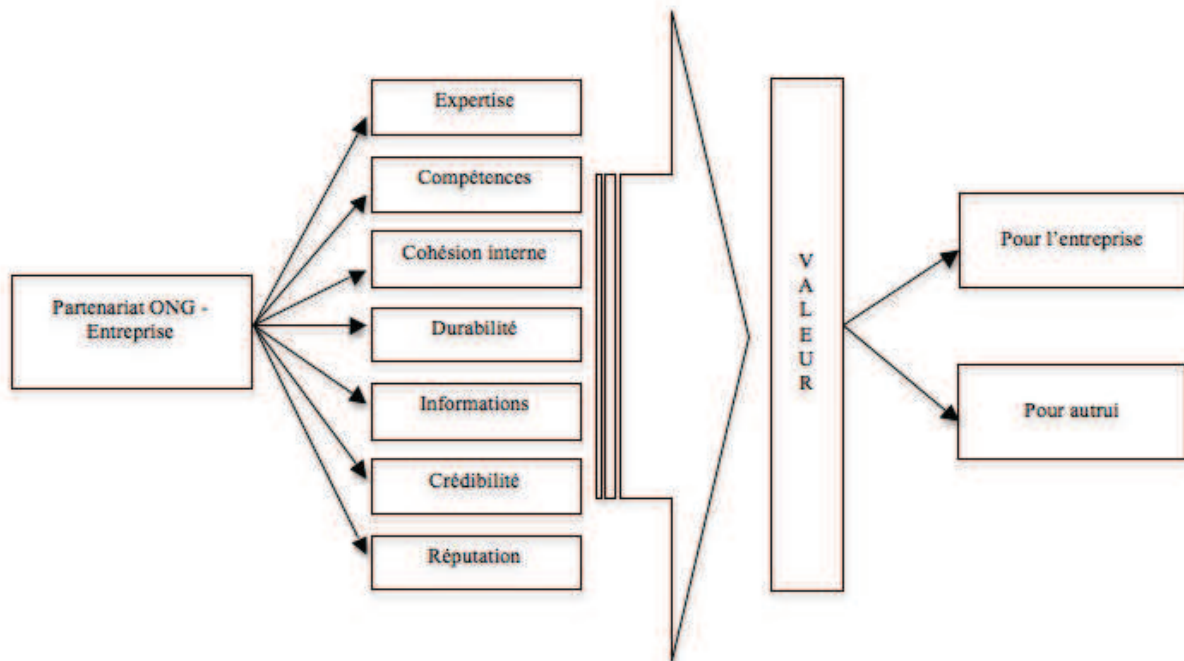 Partenariat ONG -
Entreprise
Expertise
Compétences
Cohésion interne
Durabilité
Informations
Crédibilité
Réputation
V
A
L
E
U
R
Pour l'entreprise
Pour autrui